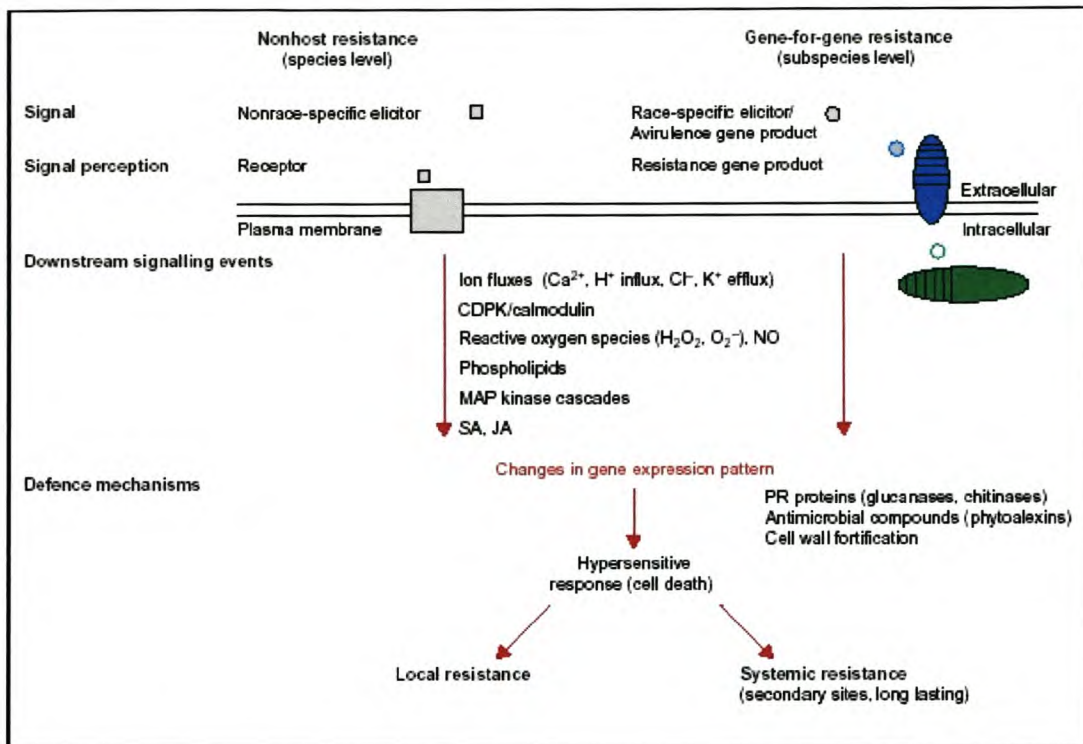 Nonhost resistance
(species level)
Gene-for-gene resistance
(subspecies level)
Signal
Nonrace-specific elicitor
Race-specific elicitor/
Avirulence gene product
Signal perception
Receptor
Resistance gene product
Extracellular
Plasma membrane
Intracellular
Downstream signalling events
Ion fluxes (Ca²⁺, H⁺ influx, Cl⁻, K⁺ efflux)
CDPK/calmodulin
Reactive oxygen species (H₂O₂, O₂⁻), NO
Phospholipids
MAP kinase cascades
SA, JA
Changes in gene expression pattern
Defence mechanisms
PR proteins (glucanases, chitinases)
Antimicrobial compounds (phytoalexins)
Cell wall fortification
Hypersensitive
response (cell death)
Local resistance
Systemic resistance
(secondary sites, long lasting)